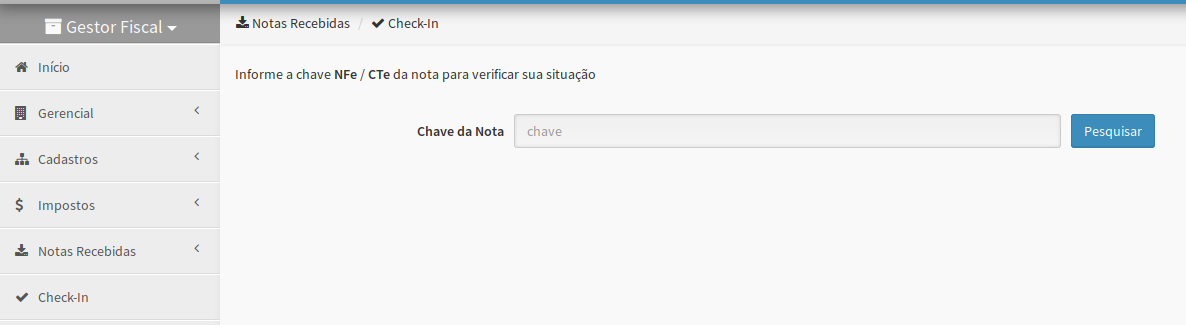 Gestor Fiscal
Início
Gerencial
Cadastros
Impostos
Notas Recebidas
Check-In
Notas Recebidas / Check-In
Informe a chave NFe / CTe da nota para verificar sua situação
Chave da Nota chave Pesquisar